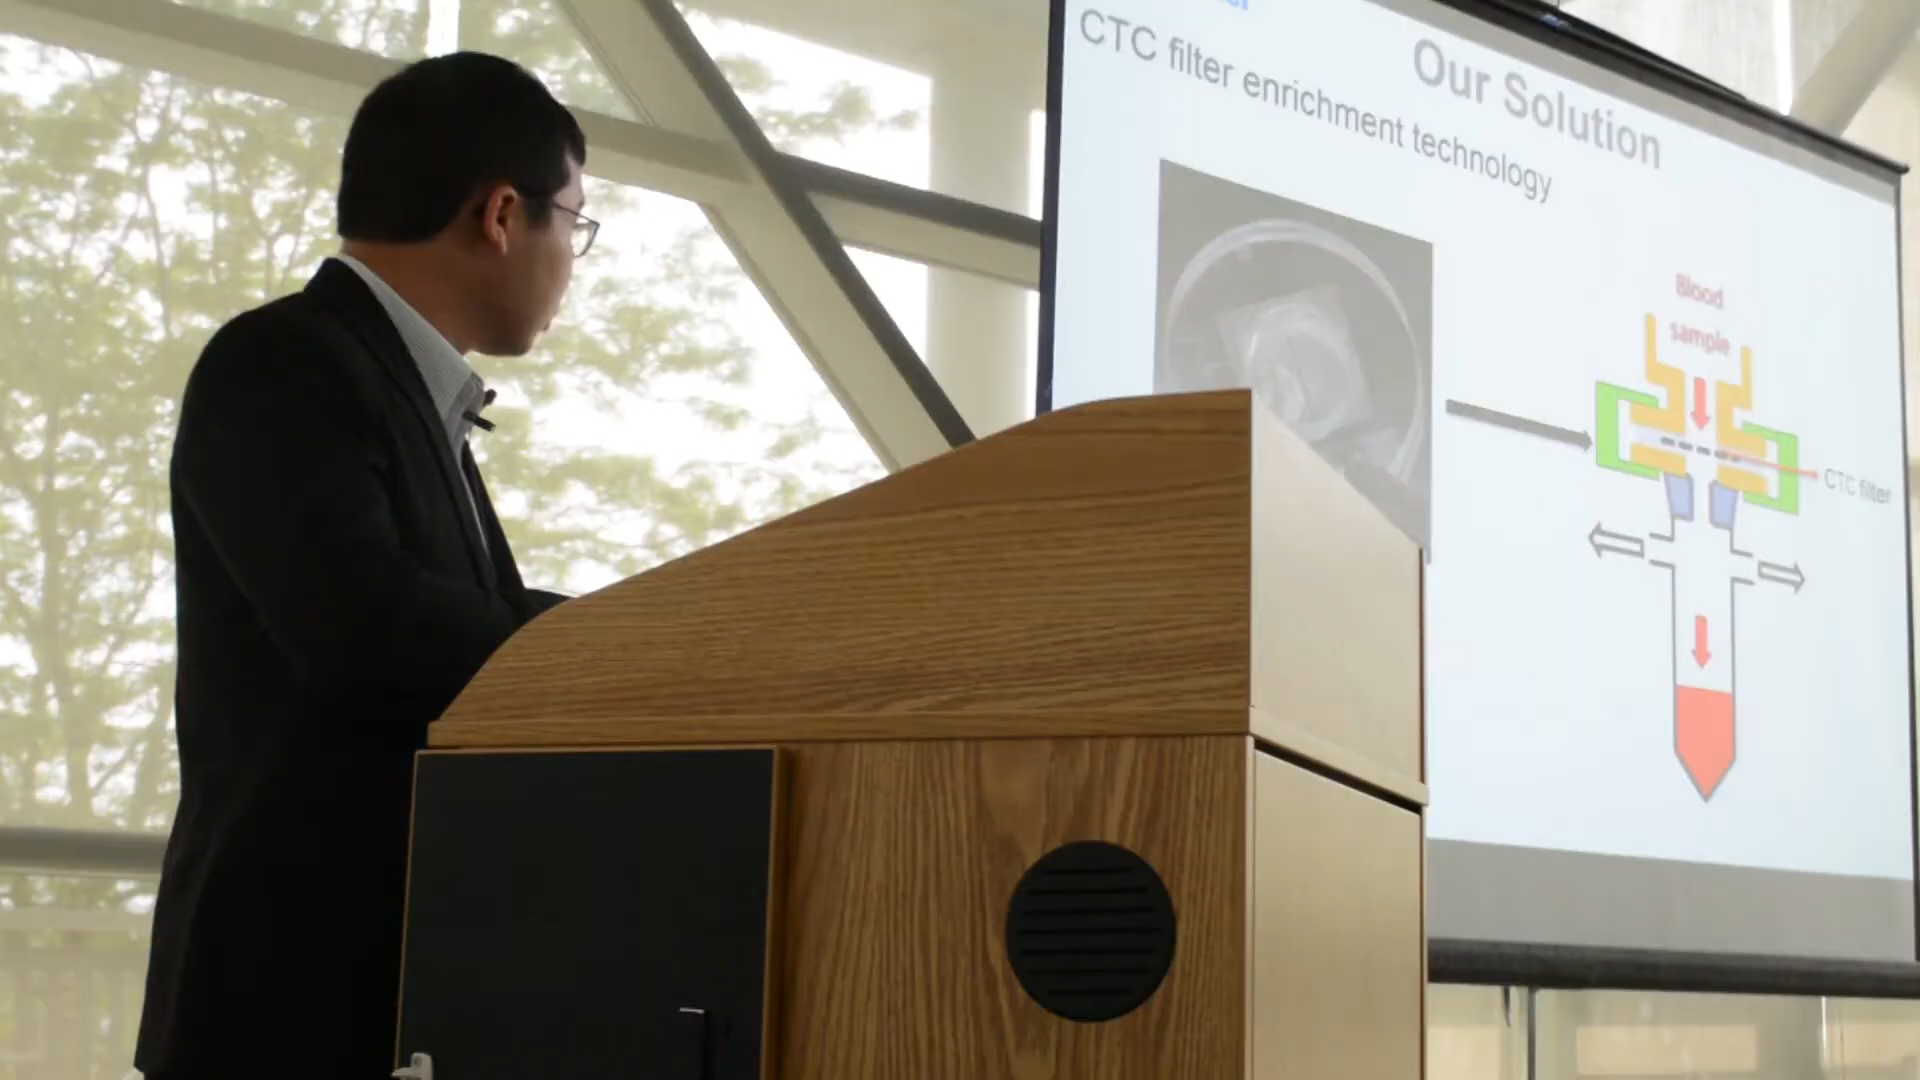 Our Solution
CTC filter enrichment technology
Blood
sample
CTC filter